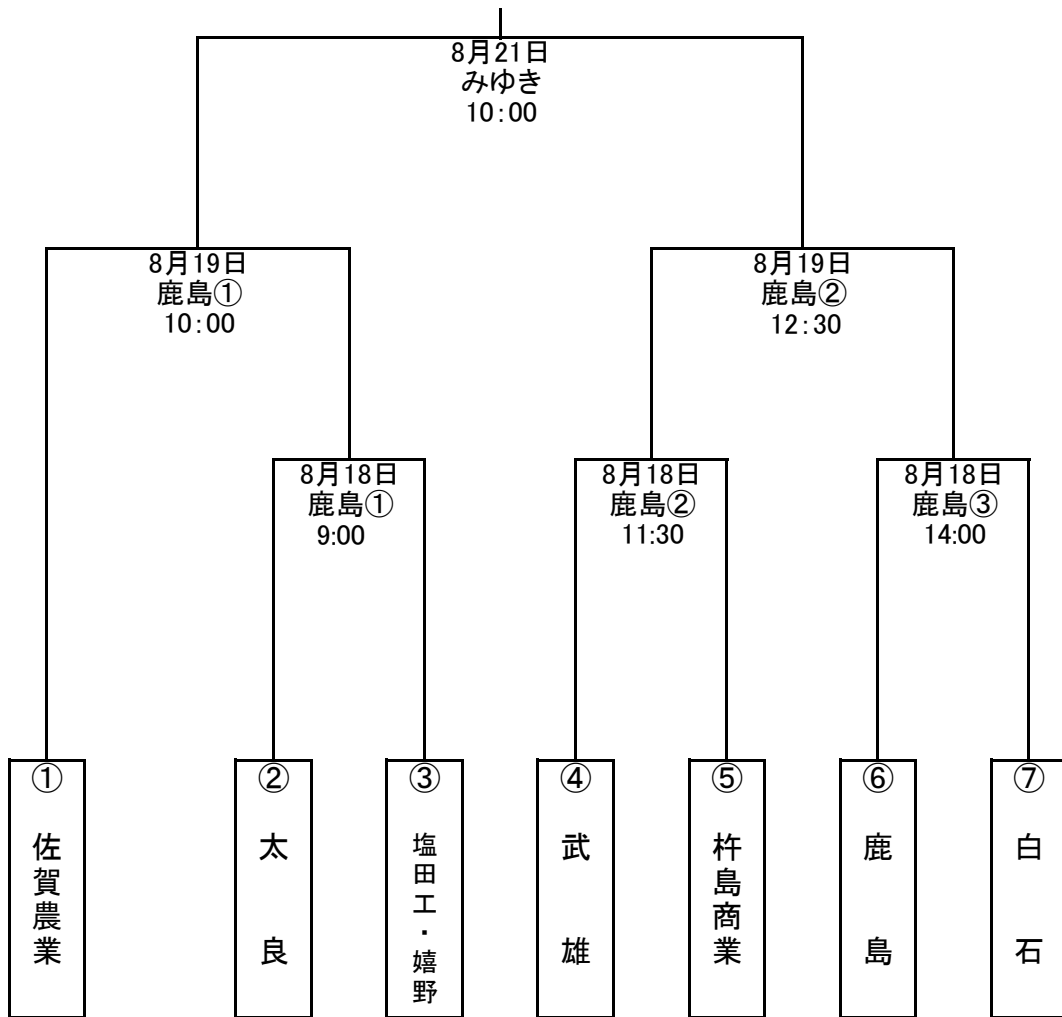 8月21日
みゆき
10:00
8月19日
鹿島①
10:00
8月19日
鹿島②
12:30
8月18日
鹿島①
9:00
8月18日
鹿島②
11:30
8月18日
鹿島③
14:00
①
佐賀農業
②
太良
③
塩田工・嬉野
④
武雄
⑤
杵島商業
⑥
鹿島
⑦
白石